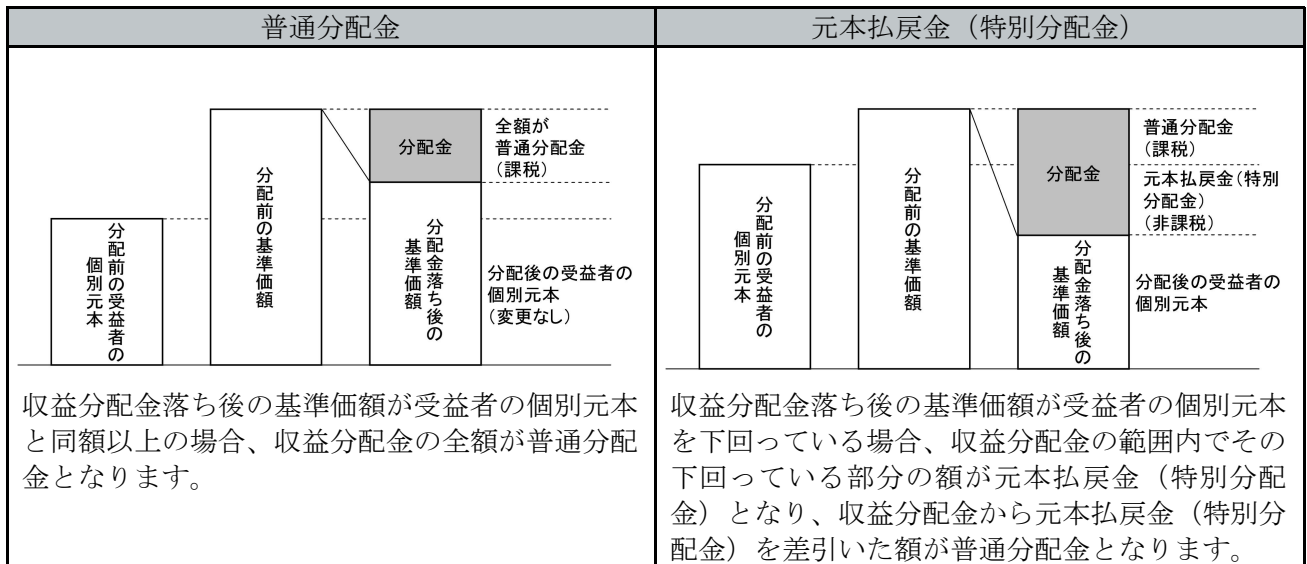 普通分配金
分配前の受益者の
個別元本
分配前の基準価額
分配金
分配金落ち後の
基準価額
全額が
普通分配金
(課税)
分配後の受益者の
個別元本
(変更なし)
収益分配金落ち後の基準価額が受益者の個別元本
と同額以上の場合、収益分配金の全額が普通分配
金となります。
元本払戻金（特別分配金）
分配前の受益者の
個別元本
分配前の基準価額
分配金
分配金落ち後の
基準価額
普通分配金
(課税)
元本払戻金(特別
分配金)
(非課税)
分配後の受益者の
個別元本
収益分配金落ち後の基準価額が受益者の個別元本
を下回っている場合、収益分配金の範囲内でその
下回っている部分の額が元本払戻金（特別分配
金）となり、収益分配金から元本払戻金（特別分
配金）を差引いた額が普通分配金となります。